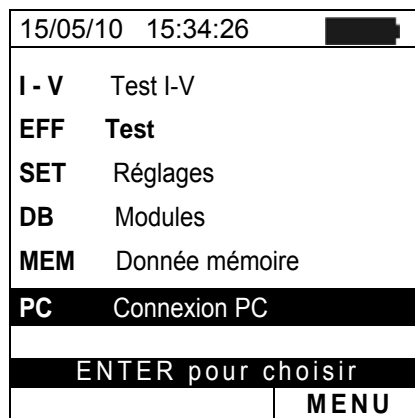 15/05/10 15:34:26
I - V Test I-V
EFF Test
SET Réglages
DB Modules
MEM Donnée mémoire
PC Connexion PC
ENTER pour choisir
MENU